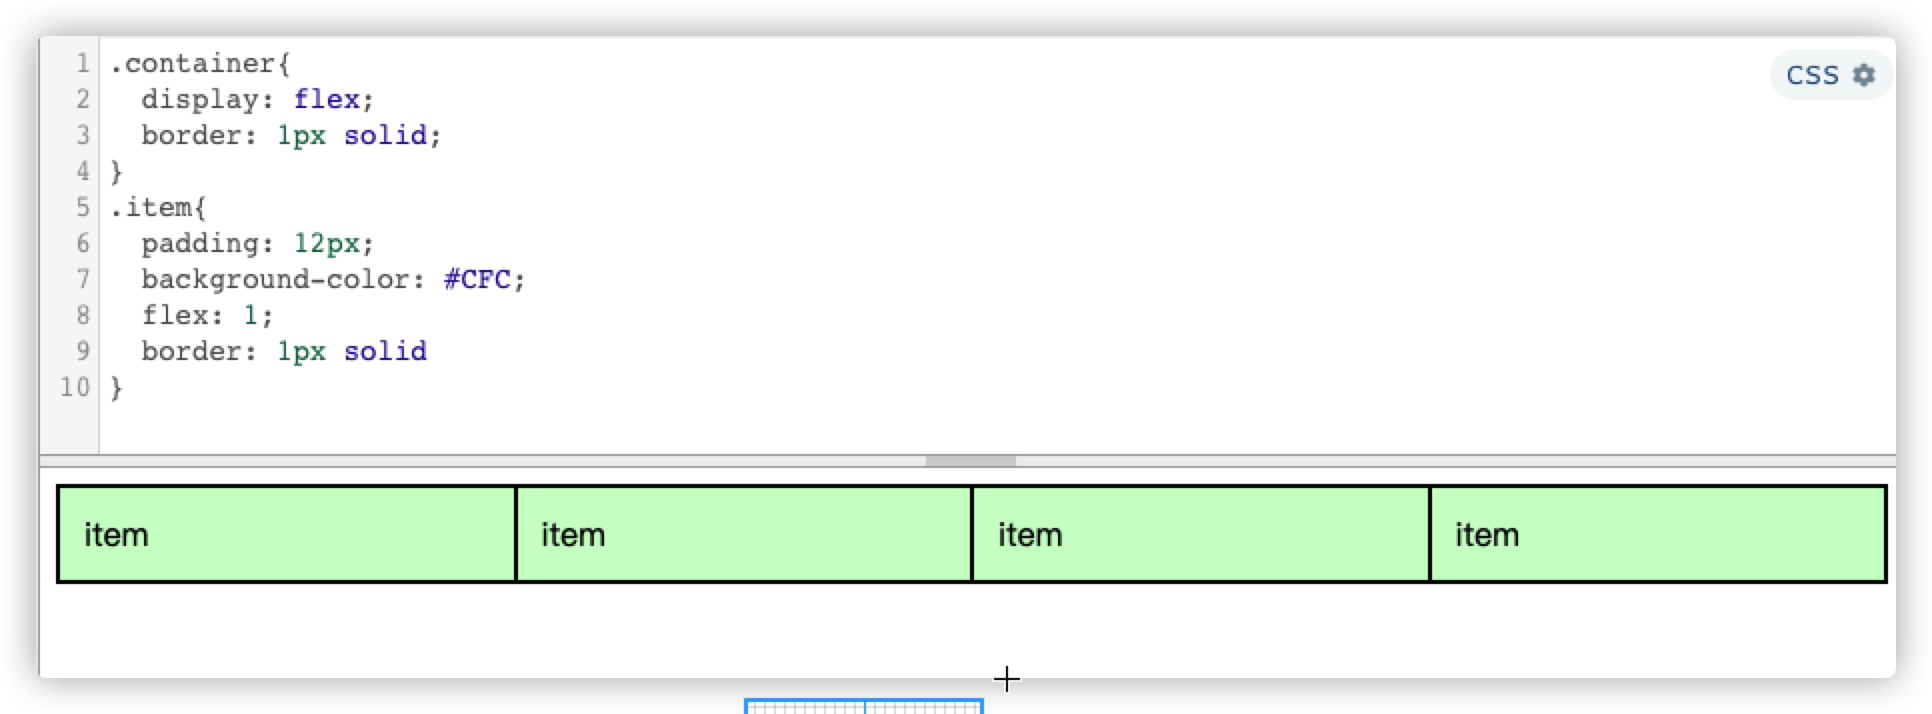 1 .container{
CSS
2 display: flex;
3 border: 1px solid;
4 }
5 .item{
6 padding: 12px;
7 background-color: #CFC;
8 flex: 1;
9 border: 1px solid
10 }
item item item item